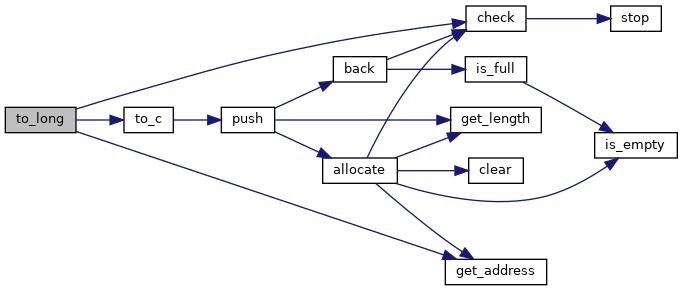 to_long
to_c
push
back
allocate
check
is_full
get_length
clear
get_address
stop
is_empty